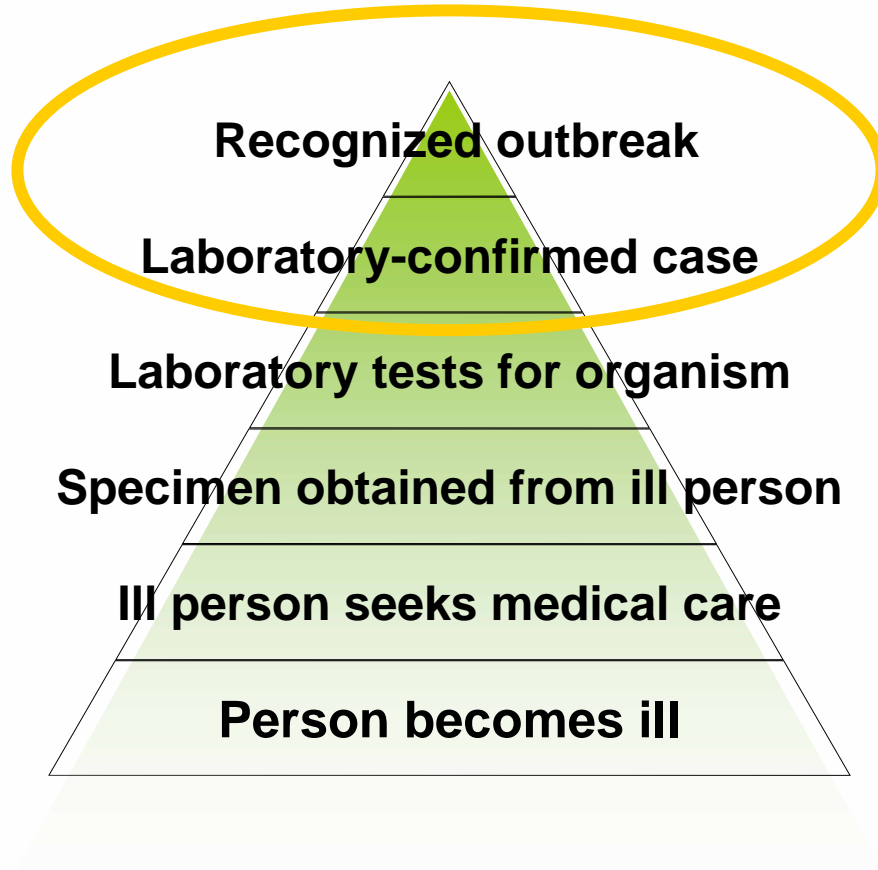 Recognized outbreak
Laboratory-confirmed case
Laboratory tests for organism
Specimen obtained from ill person
Ill person seeks medical care
Person becomes ill